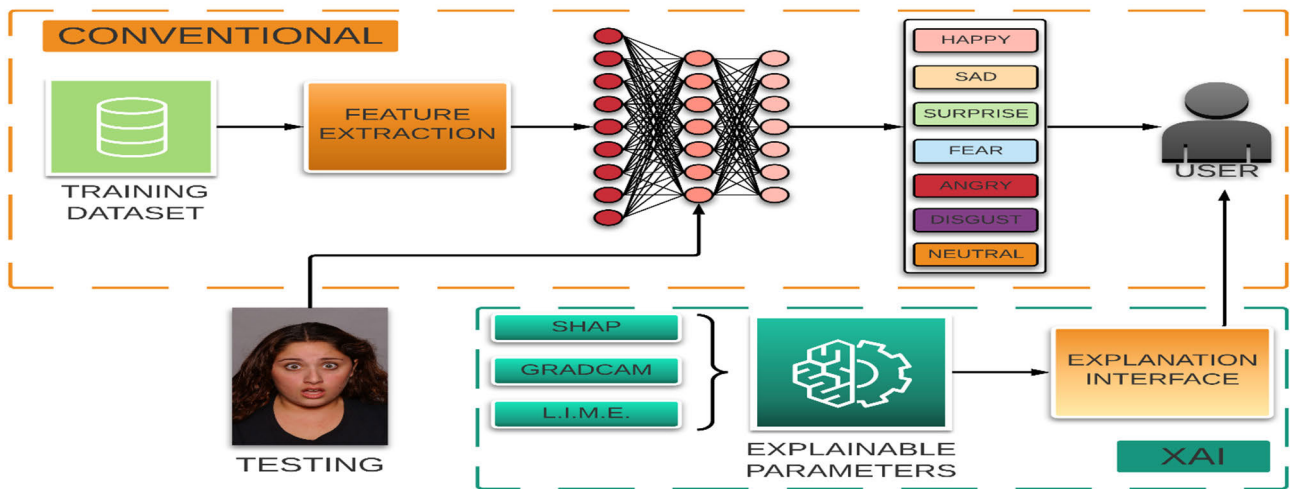 CONVENTIONAL
TRAINING
DATASET
FEATURE
EXTRACTION
HAPPY
SAD
SURPRISE
FEAR
ANGRY
DISGUST
NEUTRAL
USER
TESTING
SHAP
GRADCAM
L.I.M.E.
EXPLAINABLE
PARAMETERS
EXPLANATION
INTERFACE
XAI